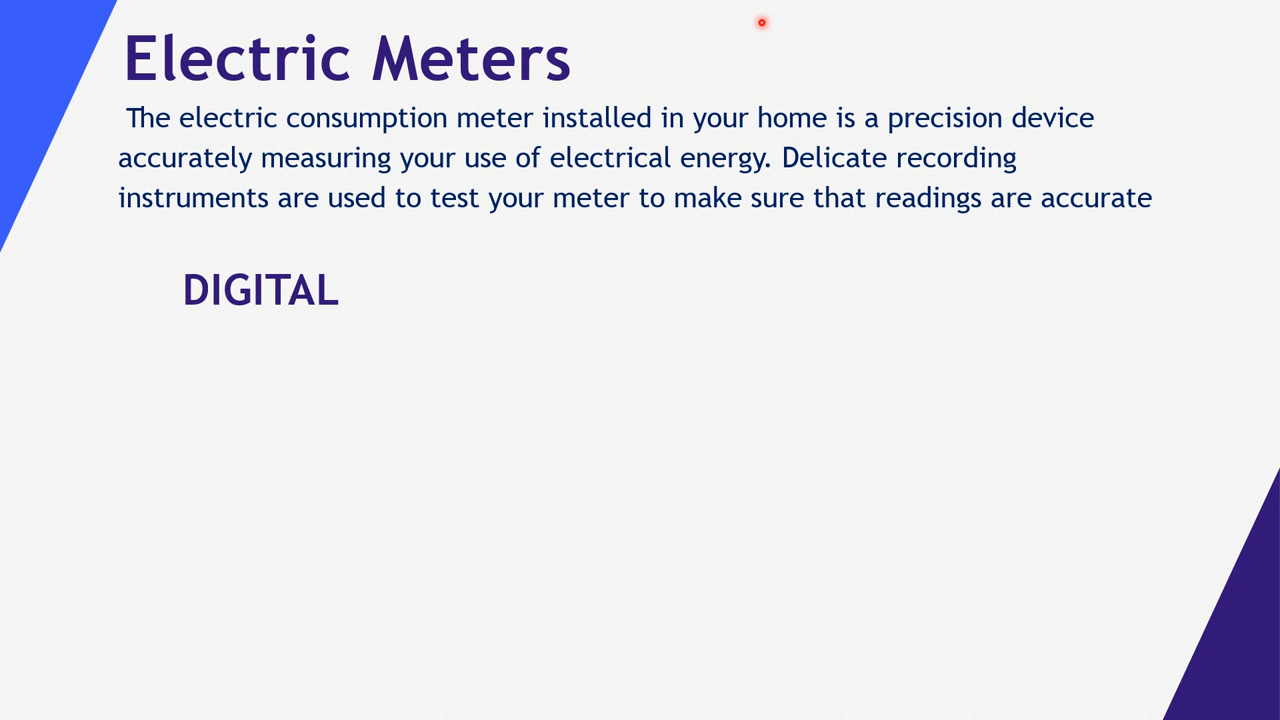 Electric Meters
The electric consumption meter installed in your home is a precision device
accurately measuring your use of electrical energy. Delicate recording
instruments are used to test your meter to make sure that readings are accurate
DIGITAL